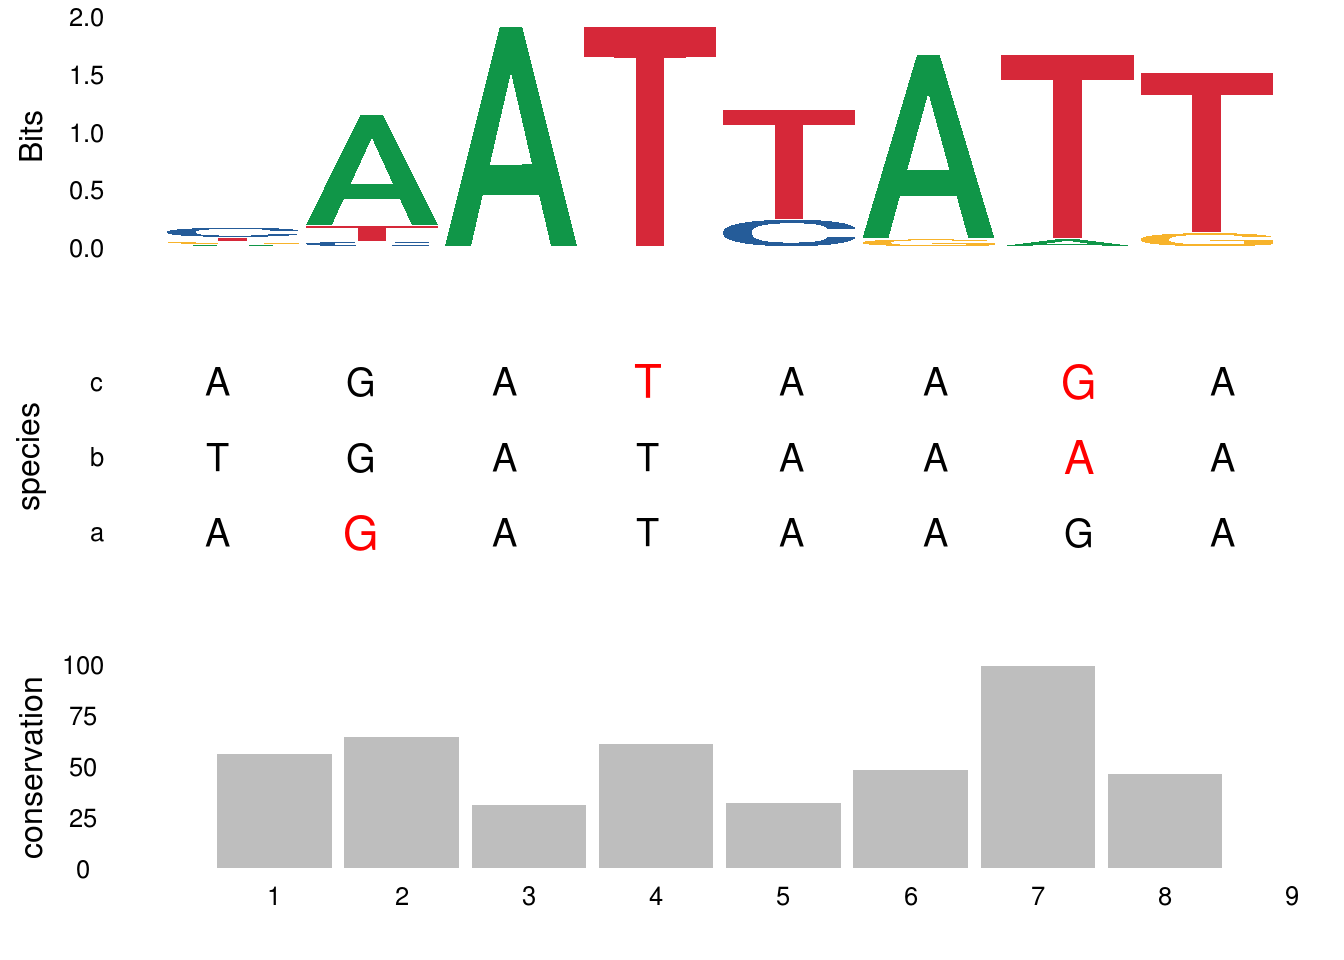 2.0
1.5
1.0
0.5
0.0
Bits
C T A T C A T C T A G T A G T
species
c A G A T A A G A
b T G A T A A A A
a A G A T A A G A
conservation
100
75
50
25
0
1 2 3 4 5 6 7 8 9